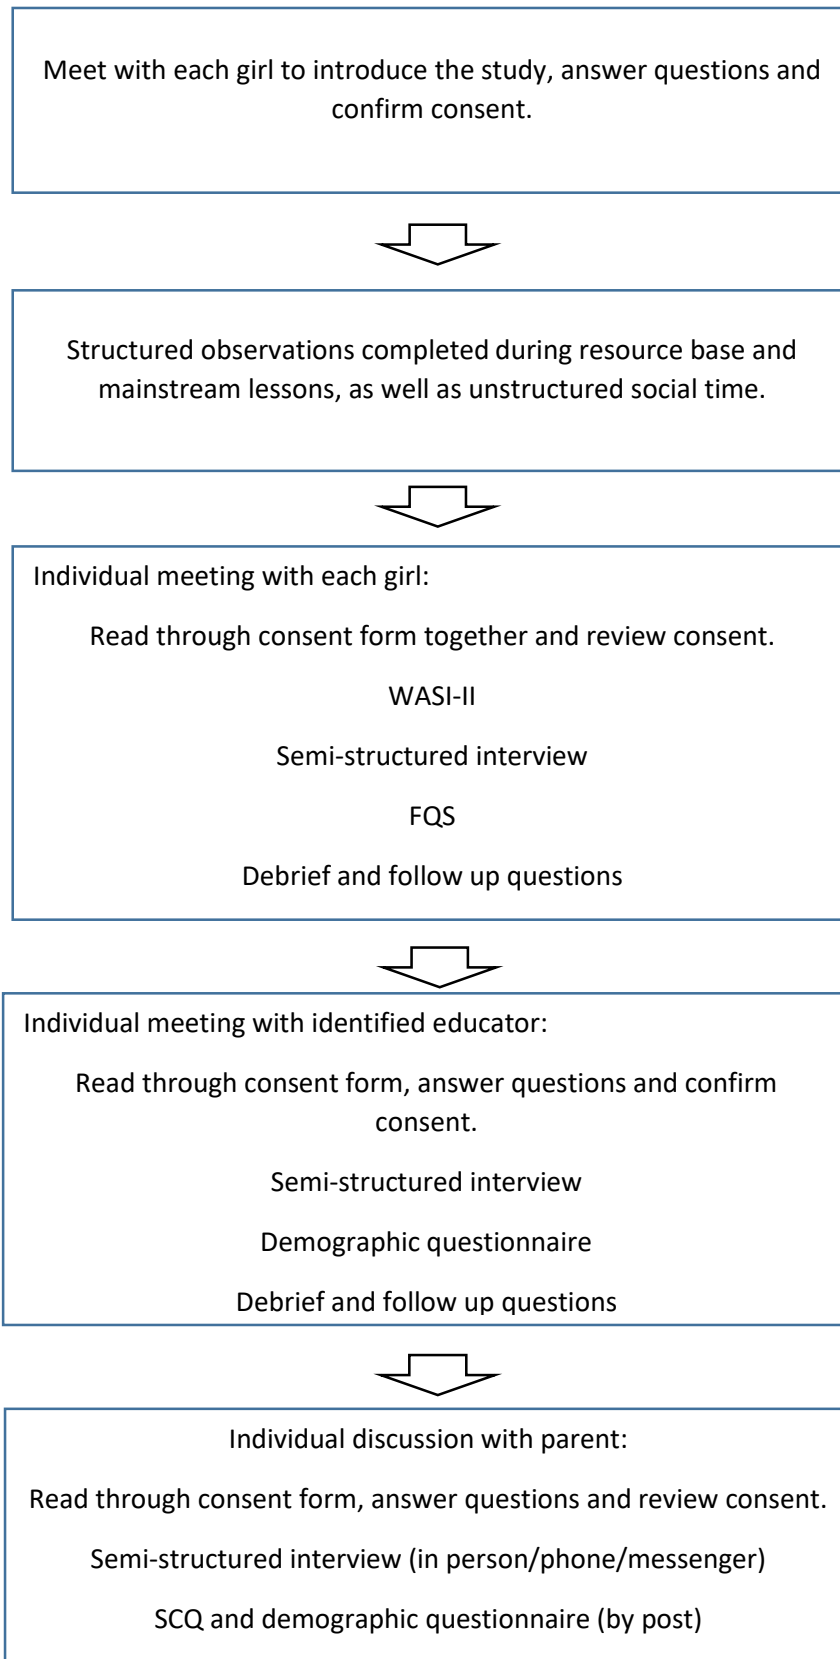 Meet with each girl to introduce the study, answer questions and
confirm consent.
Structured observations completed during resource base and
mainstream lessons, as well as unstructured social time.
Individual meeting with each girl:
Read through consent form together and review consent.
WASI-II
Semi-structured interview
FQS
Debrief and follow up questions
Individual meeting with identified educator:
Read through consent form, answer questions and confirm
consent.
Semi-structured interview
Demographic questionnaire
Debrief and follow up questions
Individual discussion with parent:
Read through consent form, answer questions and review consent.
Semi-structured interview (in person/phone/messenger)
SCQ and demographic questionnaire (by post)